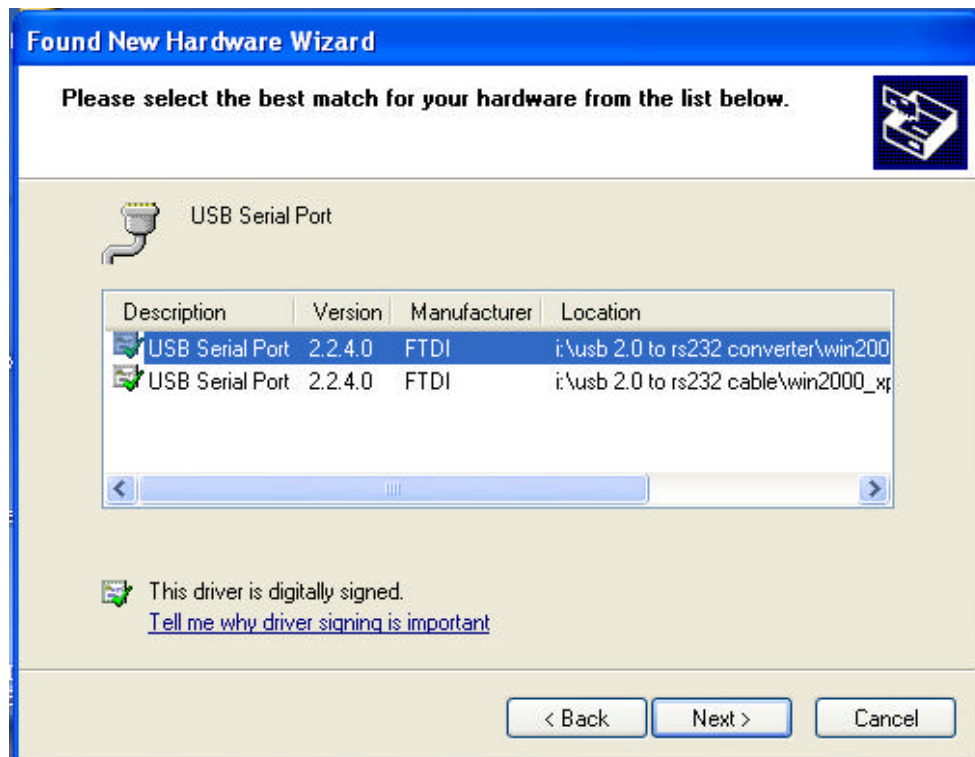 Found New Hardware Wizard
Please select the best match for your hardware from the list below.
USB Serial Port
Description Version Manufacturer Location
USB Serial Port 2.2.4.0 FTDI i:\usb 2.0 to rs232 converter\win200
USB Serial Port 2.2.4.0 FTDI i:\usb 2.0 to rs232 cable\win2000_xp
This driver is digitally signed.
Tell me why driver signing is important
< Back Next > Cancel